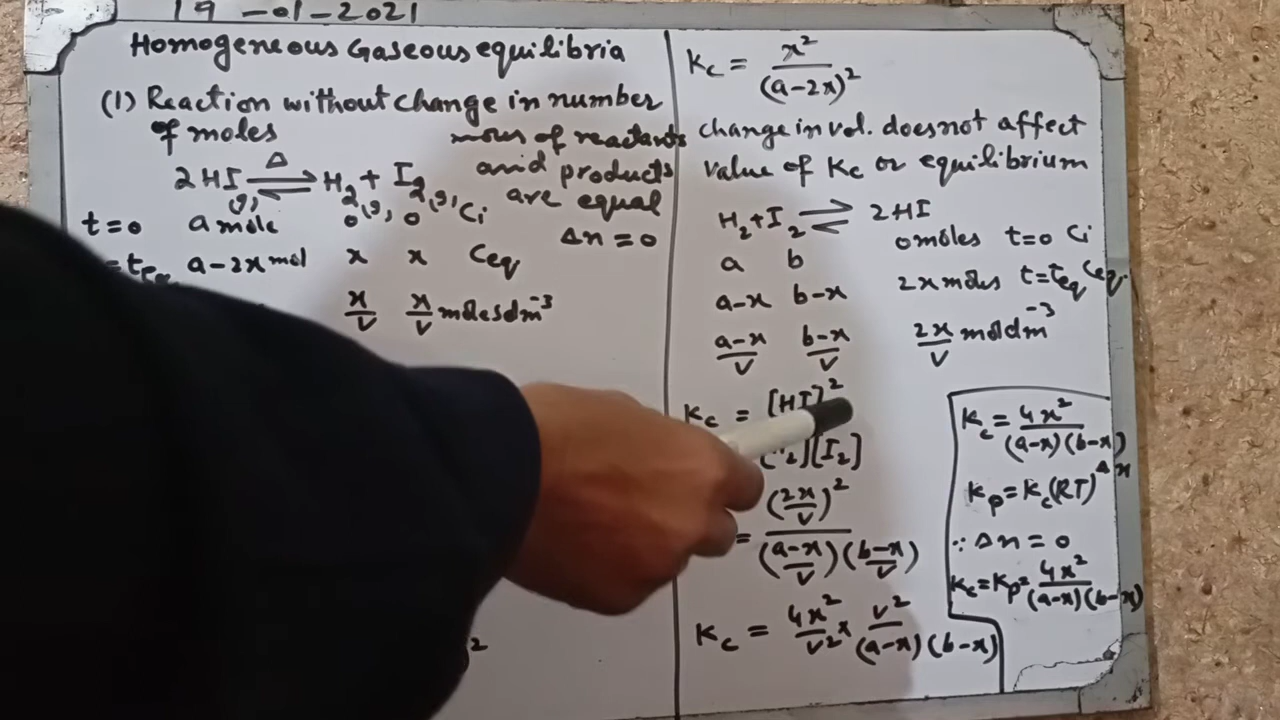 19-01-2021
Homogeneous Gaseous equilibria
(1) Reaction without change in number
of moles
moles of reactants
and products
are equal
Δn = 0
2HI(g) ⇌ H2(g) + I2(g) Δ
t=0 a mole 0 0 Ci
= teq a-2x mol x x Ceq
x/V x/V moles dm⁻³
2
Kc = x²/(a-2x)²
change in vol. does not affect
value of Kc or equilibrium
H2+I2 ⇌ 2HI
a b 0 moles t=0 Ci
a-x b-x 2x moles t=teq Ceq.
a-x/V b-x/V 2x/V mol dm⁻³
Kc = [HI]²
2][I2]
= (2x/V)²/(a-x/V)(b-x/V)
Kc = 4x²/V² × V²/(a-x)(b-x)
Kc = 4x²/(a-x)(b-x)
Kp = Kc(RT)^Δn
∵ Δn = 0
Kc = Kp = 4x²/(a-x)(b-x)